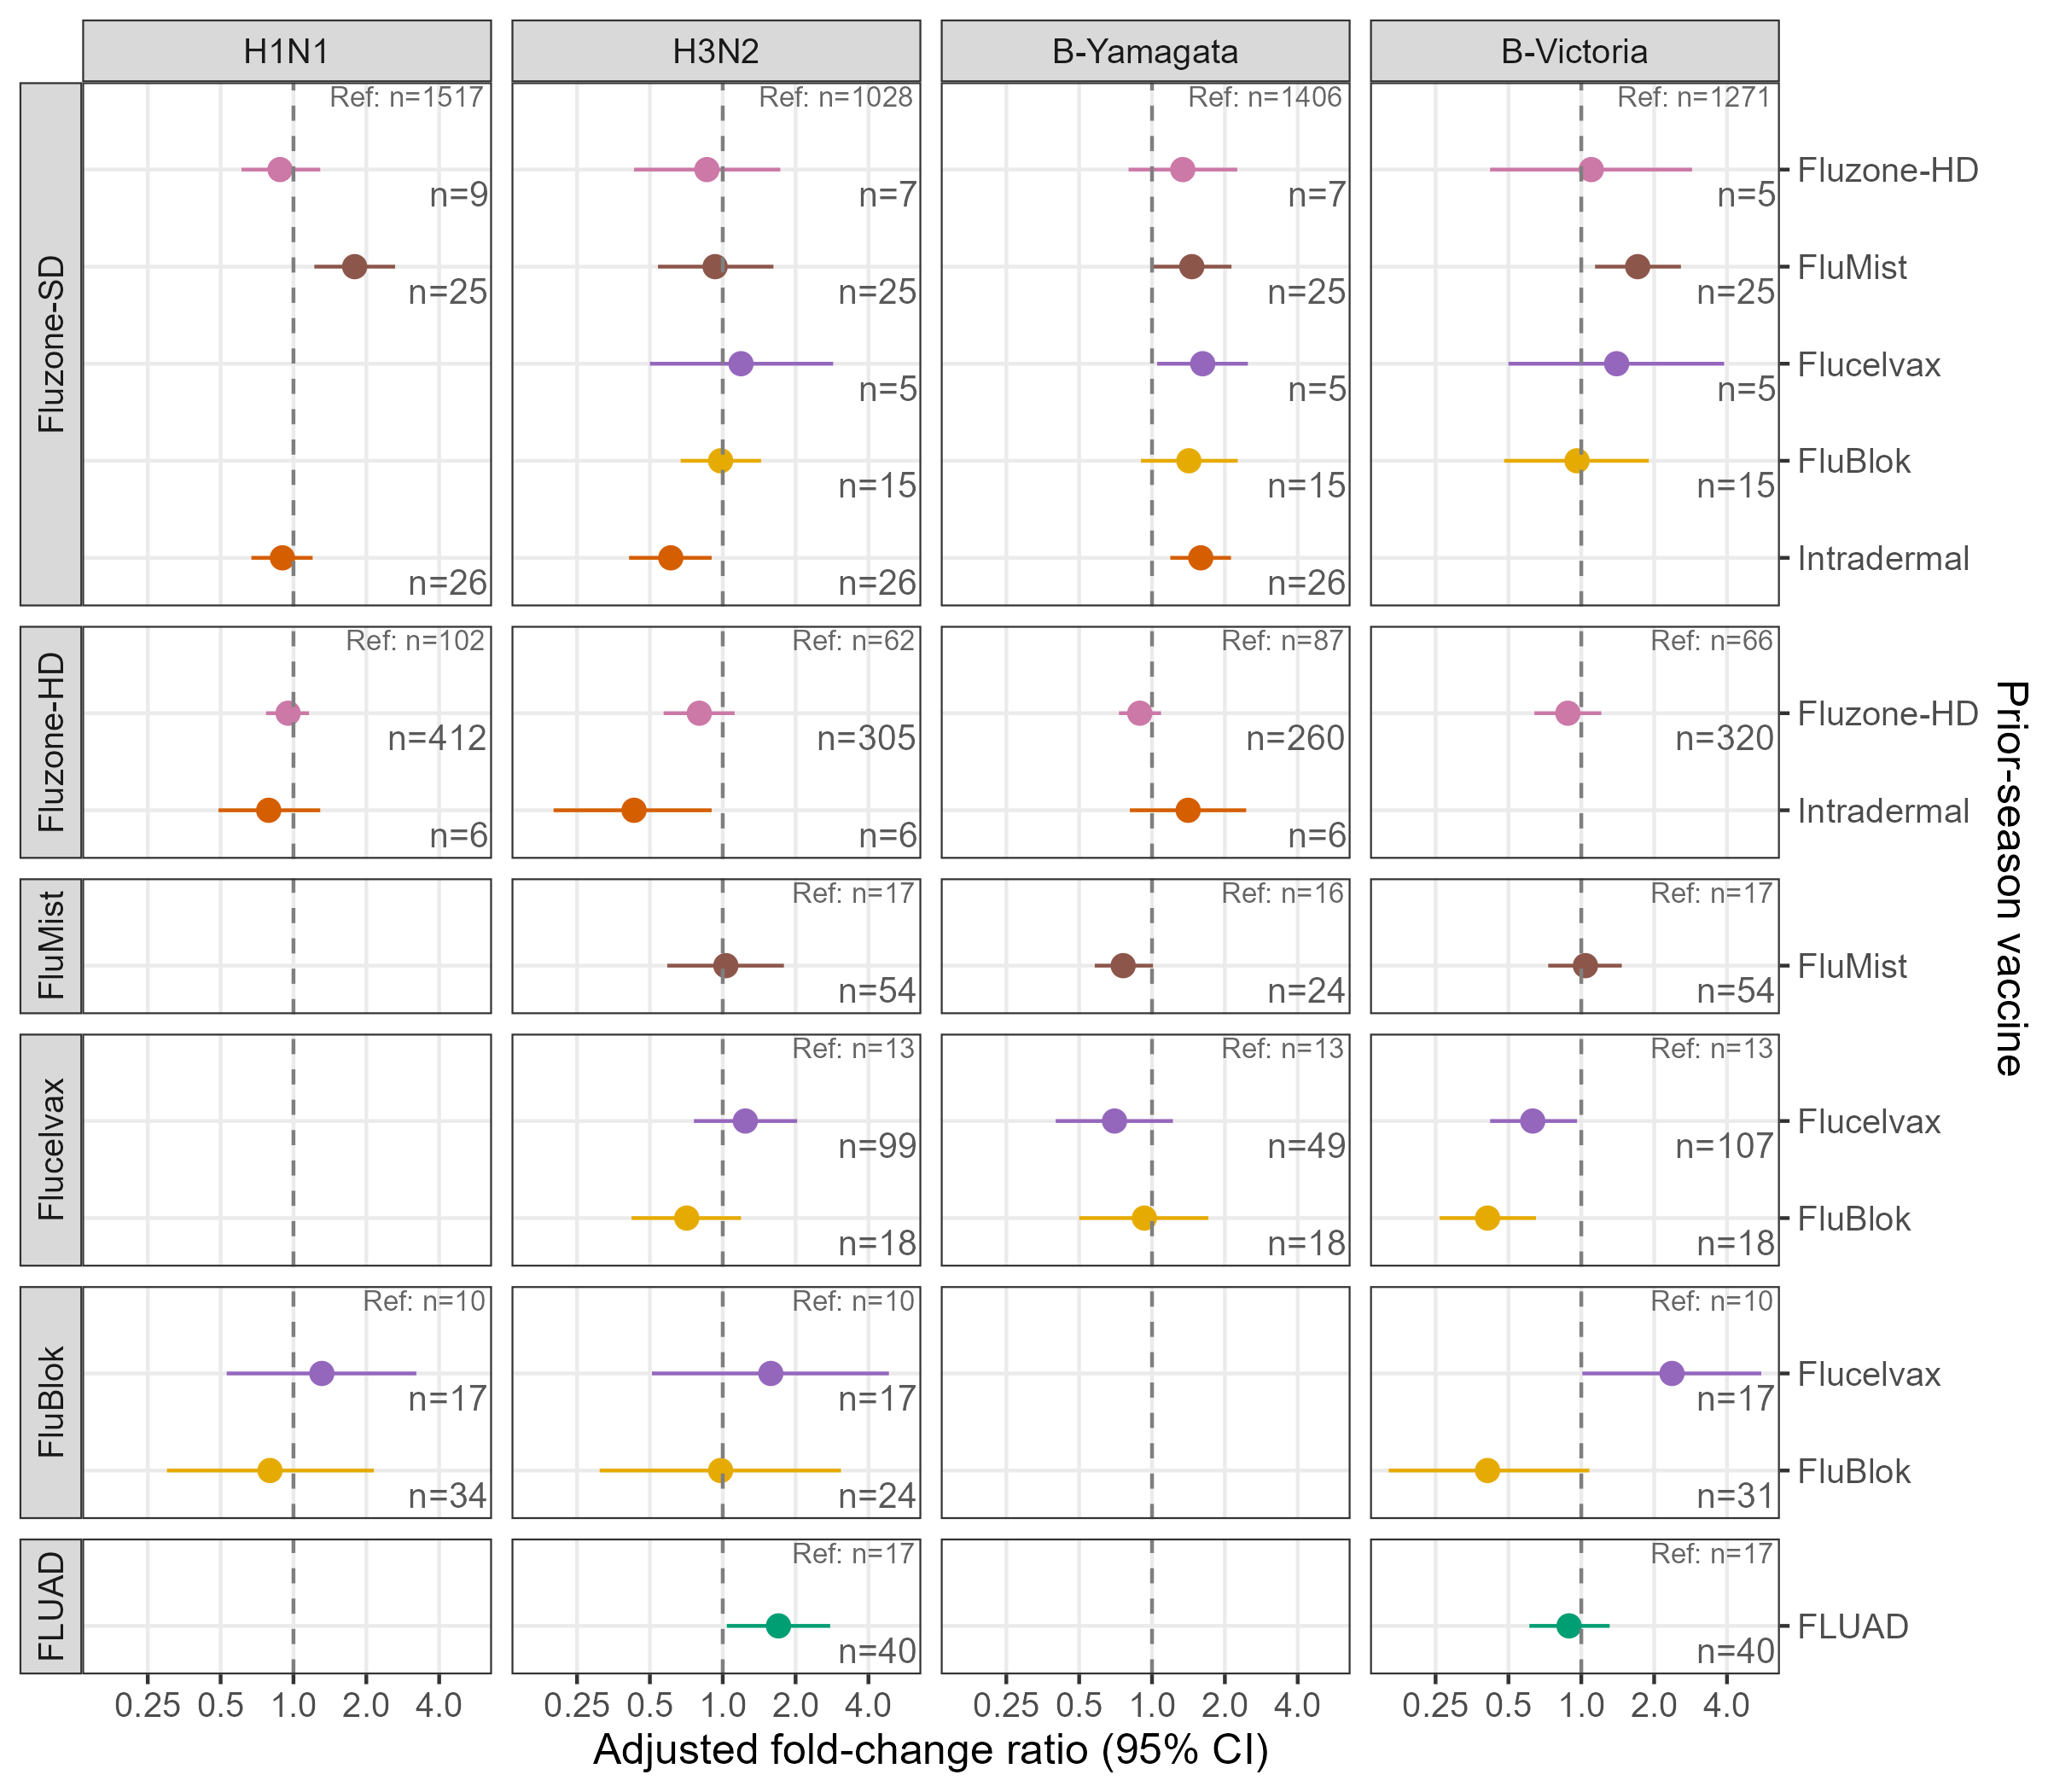 H1N1 H3N2 B-Yamagata B-Victoria
Fluzone-SD
Ref: n=1517 Ref: n=1028 Ref: n=1406 Ref: n=1271
Fluzone-HD
n=9 n=7 n=7 n=5
FluMist
n=25 n=25 n=25 n=25
Flucelvax
n=5 n=5 n=5
FluBlok
n=15 n=15 n=15
Intradermal
n=26 n=26 n=26
Fluzone-HD
Ref: n=102 Ref: n=62 Ref: n=87 Ref: n=66
Fluzone-HD
n=412 n=305 n=260 n=320
Intradermal
n=6 n=6 n=6
FluMist
Ref: n=17 Ref: n=16 Ref: n=17
FluMist
n=54 n=24 n=54
Flucelvax
Ref: n=13 Ref: n=13 Ref: n=13
Flucelvax
n=99 n=49 n=107
FluBlok
n=18 n=18 n=18
FluBlok
Ref: n=10 Ref: n=10 Ref: n=10
Flucelvax
n=17 n=17 n=17
FluBlok
n=34 n=24 n=31
FLUAD
Ref: n=17 Ref: n=17
FLUAD
n=40 n=40
0.25 0.5 1.0 2.0 4.0 0.25 0.5 1.0 2.0 4.0 0.25 0.5 1.0 2.0 4.0 0.25 0.5 1.0 2.0 4.0
Adjusted fold-change ratio (95% CI)
Prior-season vaccine